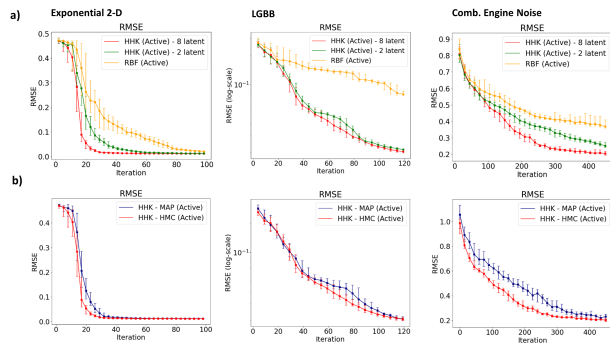 Exponential 2-D
LGBB
Comb. Engine Noise
a)
RMSE
HHK (Active) - 8 latent
HHK (Active) - 2 latent
RBF (Active)
RMSE
0.5
0.4
0.3
0.2
0.1
0.0
0
20
40
60
80
100
Iteration
RMSE
HHK (Active) - 8 latent
HHK (Active) - 2 latent
RBF (Active)
RMSE (log-scale)
10⁻¹
0
20
40
60
80
100
120
Iteration
RMSE
HHK (Active) - 8 latent
HHK (Active) - 2 latent
RBF (Active)
RMSE
0.9
0.8
0.7
0.6
0.5
0.4
0.3
0.2
0
100
200
300
400
Iteration
b)
RMSE
HHK - MAP (Active)
HHK - HMC (Active)
RMSE
0.4
0.3
0.2
0.1
0.0
0
20
40
60
80
100
Iteration
RMSE
HHK - MAP (Active)
HHK - HMC (Active)
RMSE (log-scale)
10⁻¹
0
20
40
60
80
100
120
Iteration
RMSE
HHK - MAP (Active)
HHK - HMC (Active)
RMSE
1.0
0.8
0.6
0.4
0.2
0
100
200
300
400
Iteration